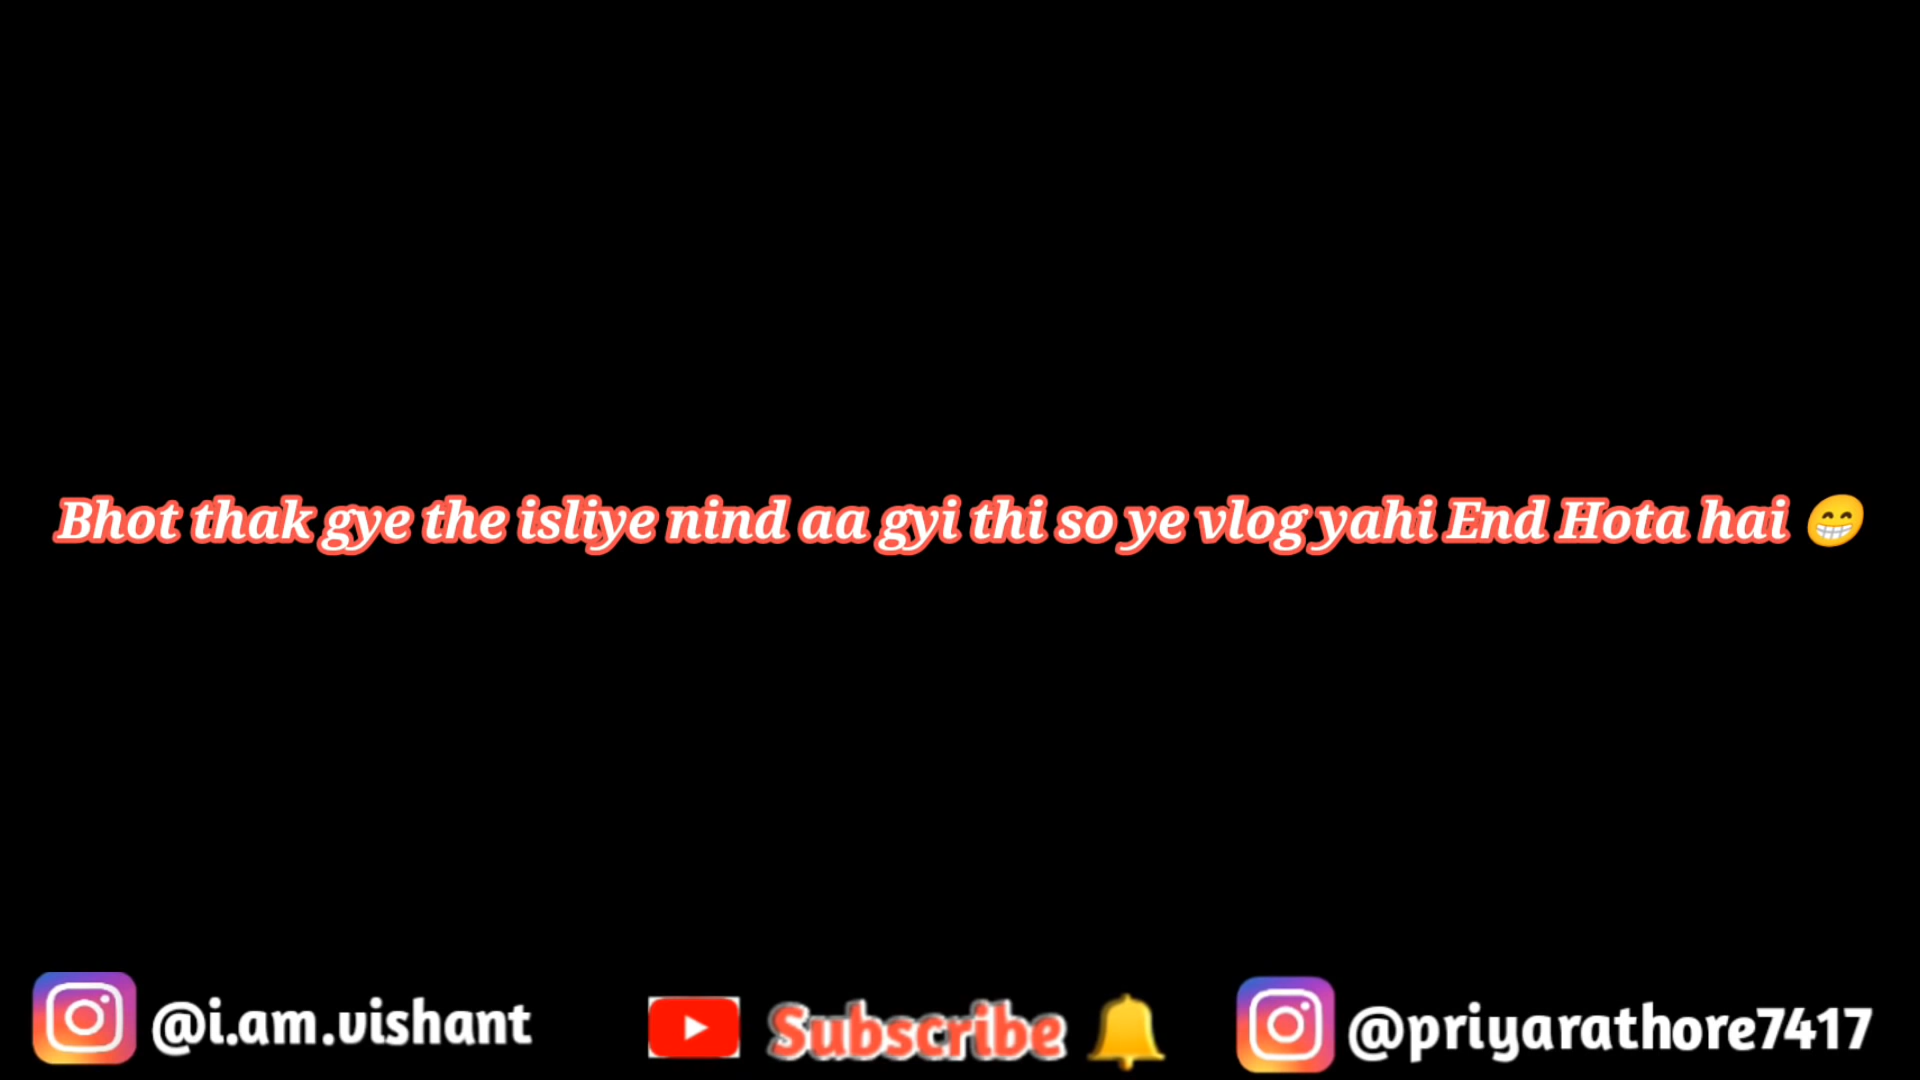 Bhot thak gye the isliye nind aa gyi thi so ye vlog yahi End Hota hai 😁
@i.am.vishant Subscribe 🔔 @priyarathore7417